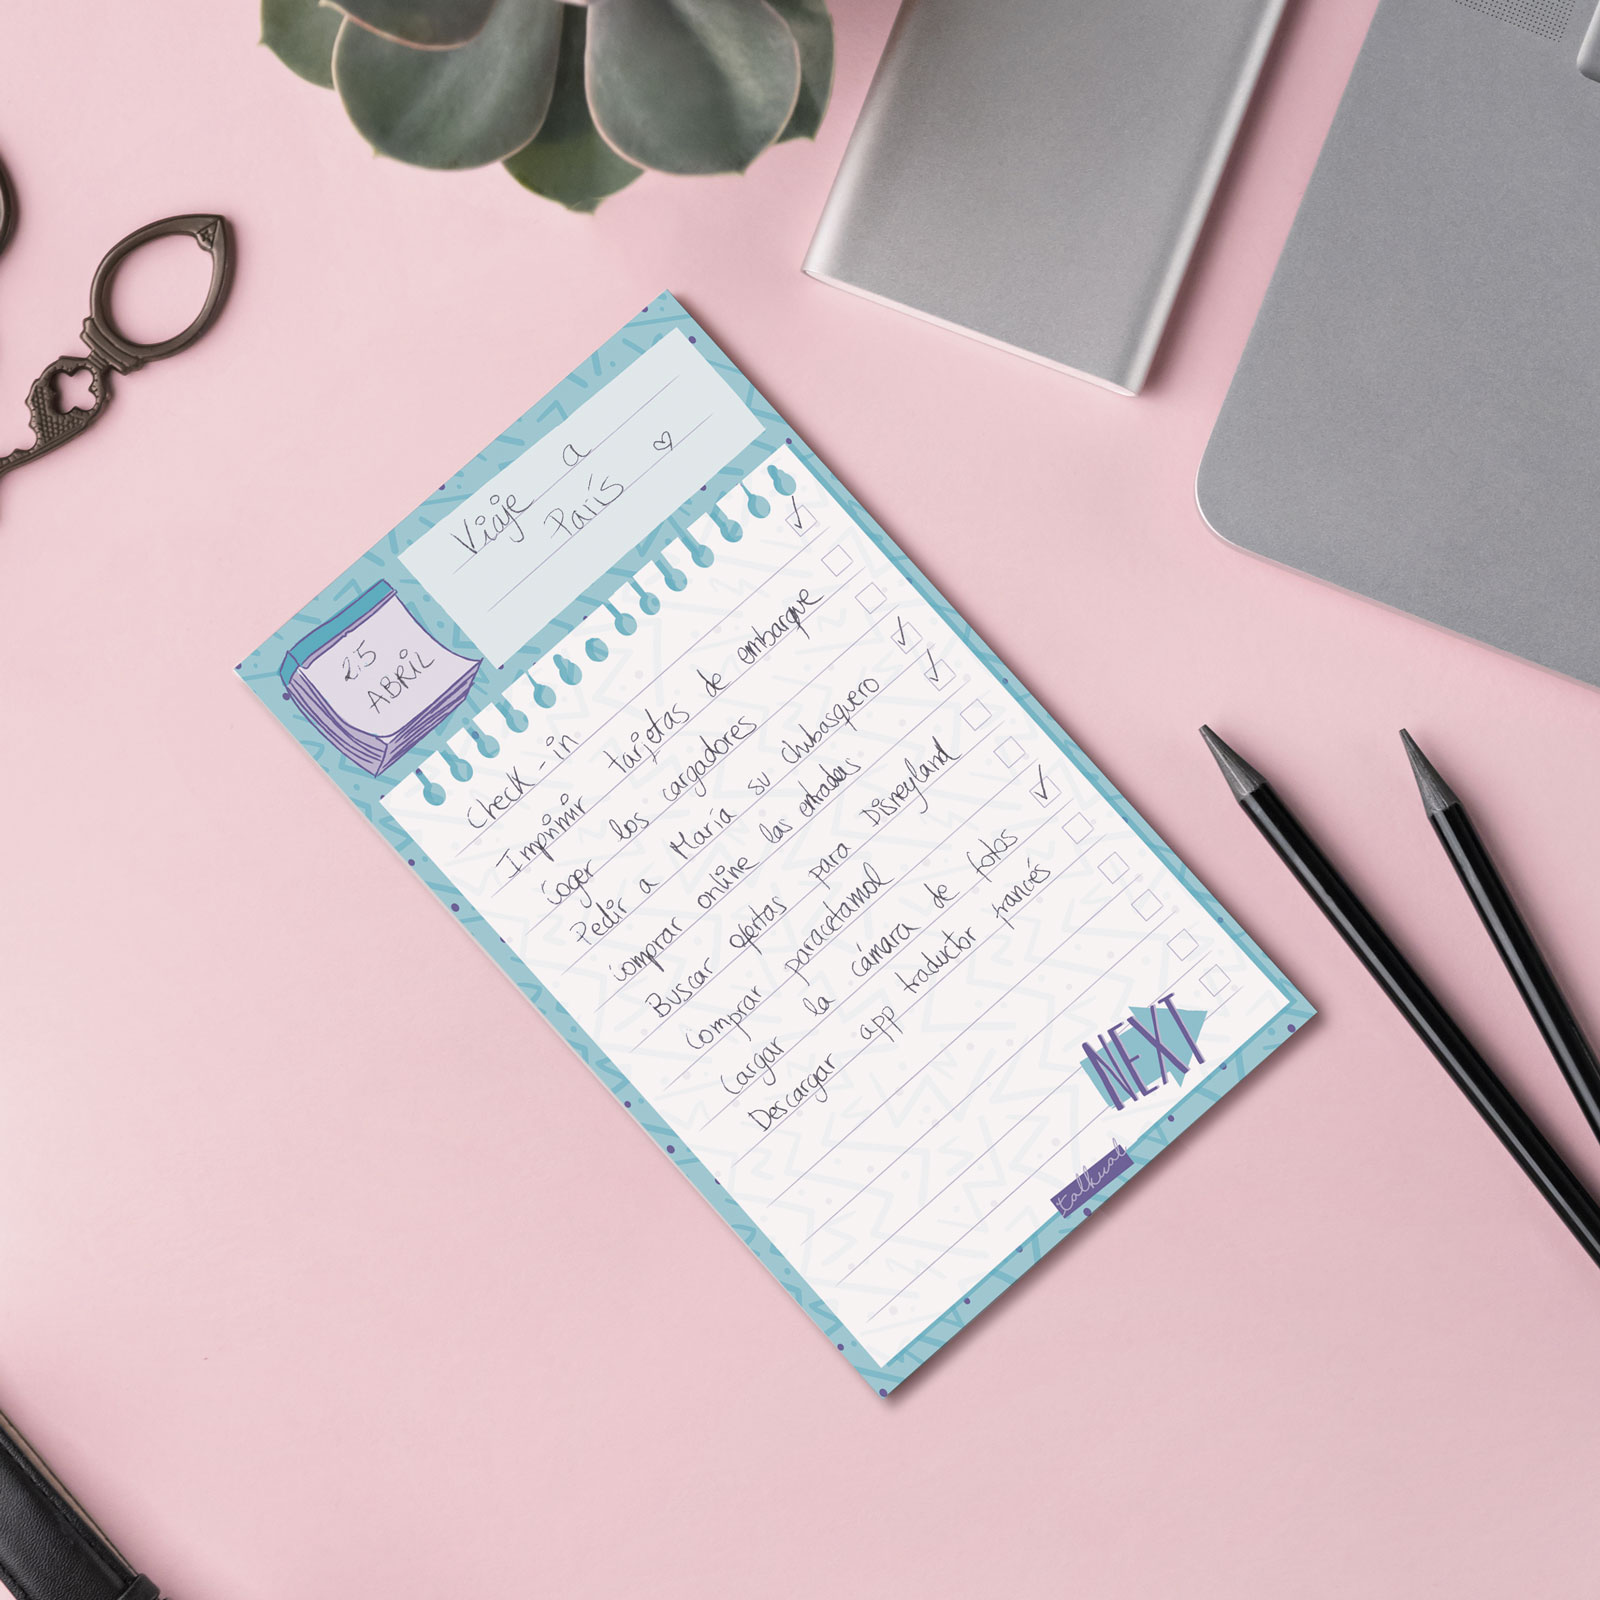 Viaje a
París
25
ABRIL
Check-in
Imprimir tarjetas de embarque
Coger los cargadores
Pedir a María su chubasquero
Comprar online las entradas
Buscar ofertas para Disneyland
Comprar paracetamol
Cargar la cámara de fotos
Descargar app traductor francés
NEXT
talkual